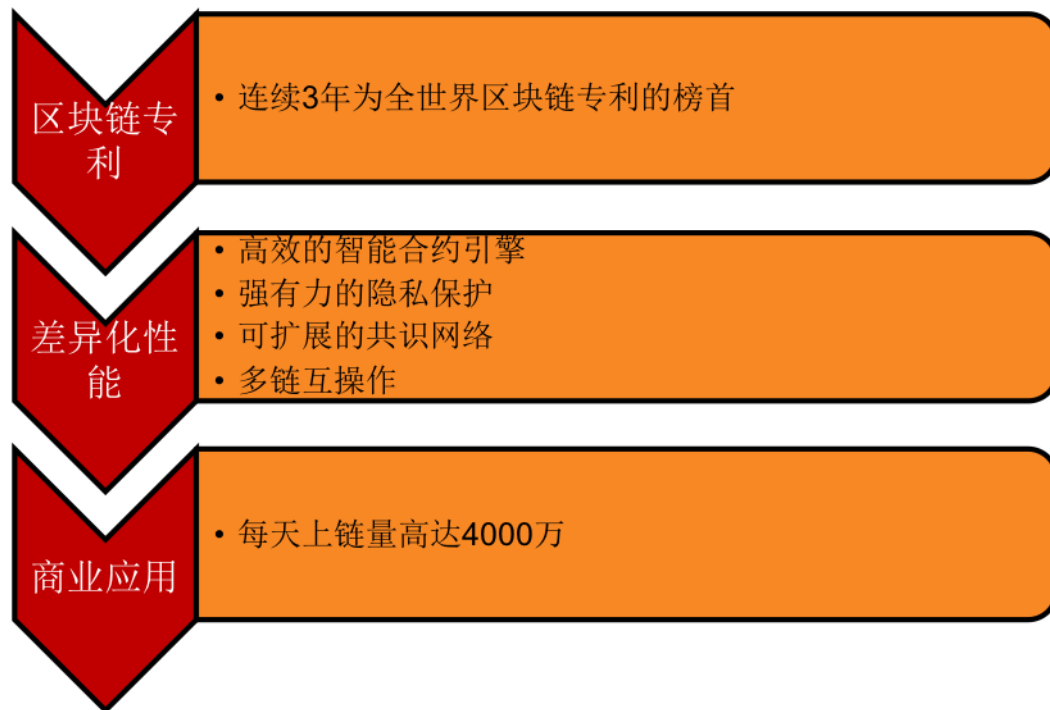 区块链专
利
• 连续3年为全世界区块链专利的榜首
差异化性
能
• 高效的智能合约引擎
• 强有力的隐私保护
• 可扩展的共识网络
• 多链互操作
商业应用
• 每天上链量高达4000万